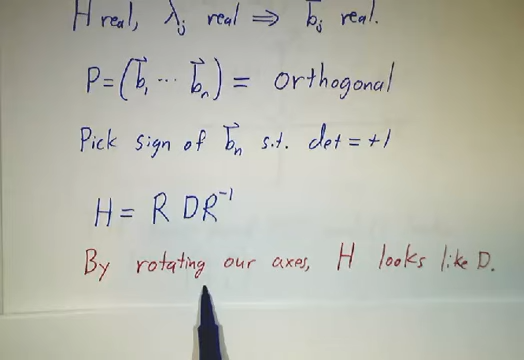 H real, λⱼ real ⟹ b⃗ⱼ real.
P = (b⃗₁ ⋯ b⃗ₙ) = orthogonal
Pick sign of b⃗ₙ s.t. det = +1
H = R D R⁻¹
By rotating our axes, H looks like D.